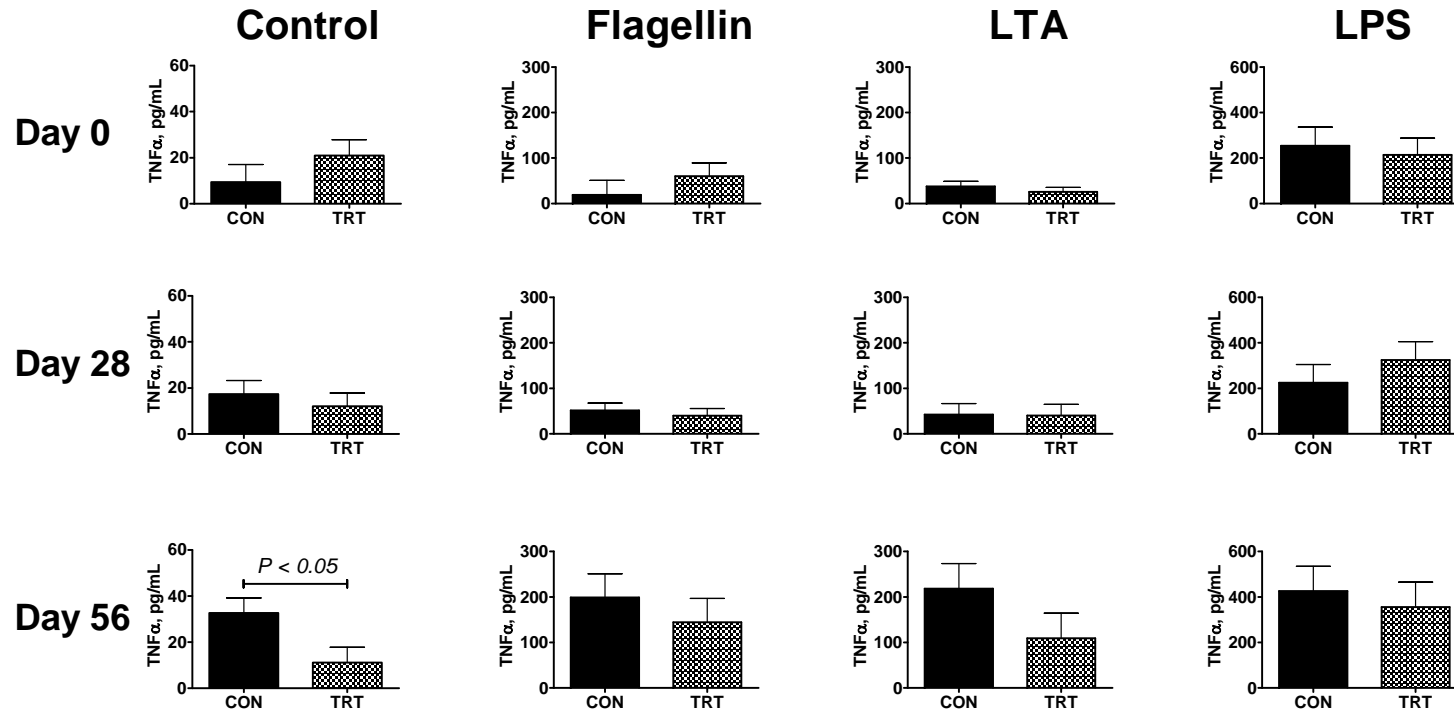 Control Flagellin LTA LPS
Day 0
TNFα, pg/mL
60
40
20
0
CON TRT
TNFα, pg/mL
300
200
100
0
CON TRT
TNFα, pg/mL
300
200
100
0
CON TRT
TNFα, pg/mL
600
400
200
0
CON TRT
Day 28
TNFα, pg/mL
60
40
20
0
CON TRT
TNFα, pg/mL
300
200
100
0
CON TRT
TNFα, pg/mL
300
200
100
0
CON TRT
TNFα, pg/mL
600
400
200
0
CON TRT
Day 56
TNFα, pg/mL
60
40
20
0
P < 0.05
CON TRT
TNFα, pg/mL
300
200
100
0
CON TRT
TNFα, pg/mL
300
200
100
0
CON TRT
TNFα, pg/mL
600
400
200
0
CON TRT